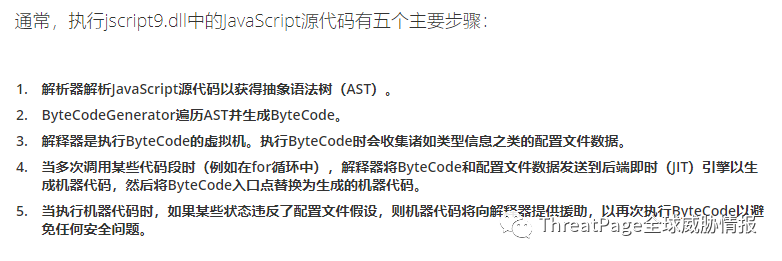 通常，执行jscript9.dll中的JavaScript源代码有五个主要步骤：
1. 解析器解析JavaScript源代码以获得抽象语法树（AST）。
2. ByteCodeGenerator遍历AST并生成ByteCode。
3. 解释器是执行ByteCode的虚拟机。执行ByteCode时会收集诸如类型信息之类的配置文件数据。
4. 当多次调用某些代码段时（例如在for循环中），解释器将ByteCode和配置文件数据发送到后端即时（JIT）引擎以生
成机器代码，然后将ByteCode入口点替换为生成的机器代码。
5. 当执行机器代码时，如果某些状态违反了配置文件假设，则机器代码将向解释器提供援助，以再次执行ByteCode以避
免任何安全问题。
ThreatPage全球威胁情报